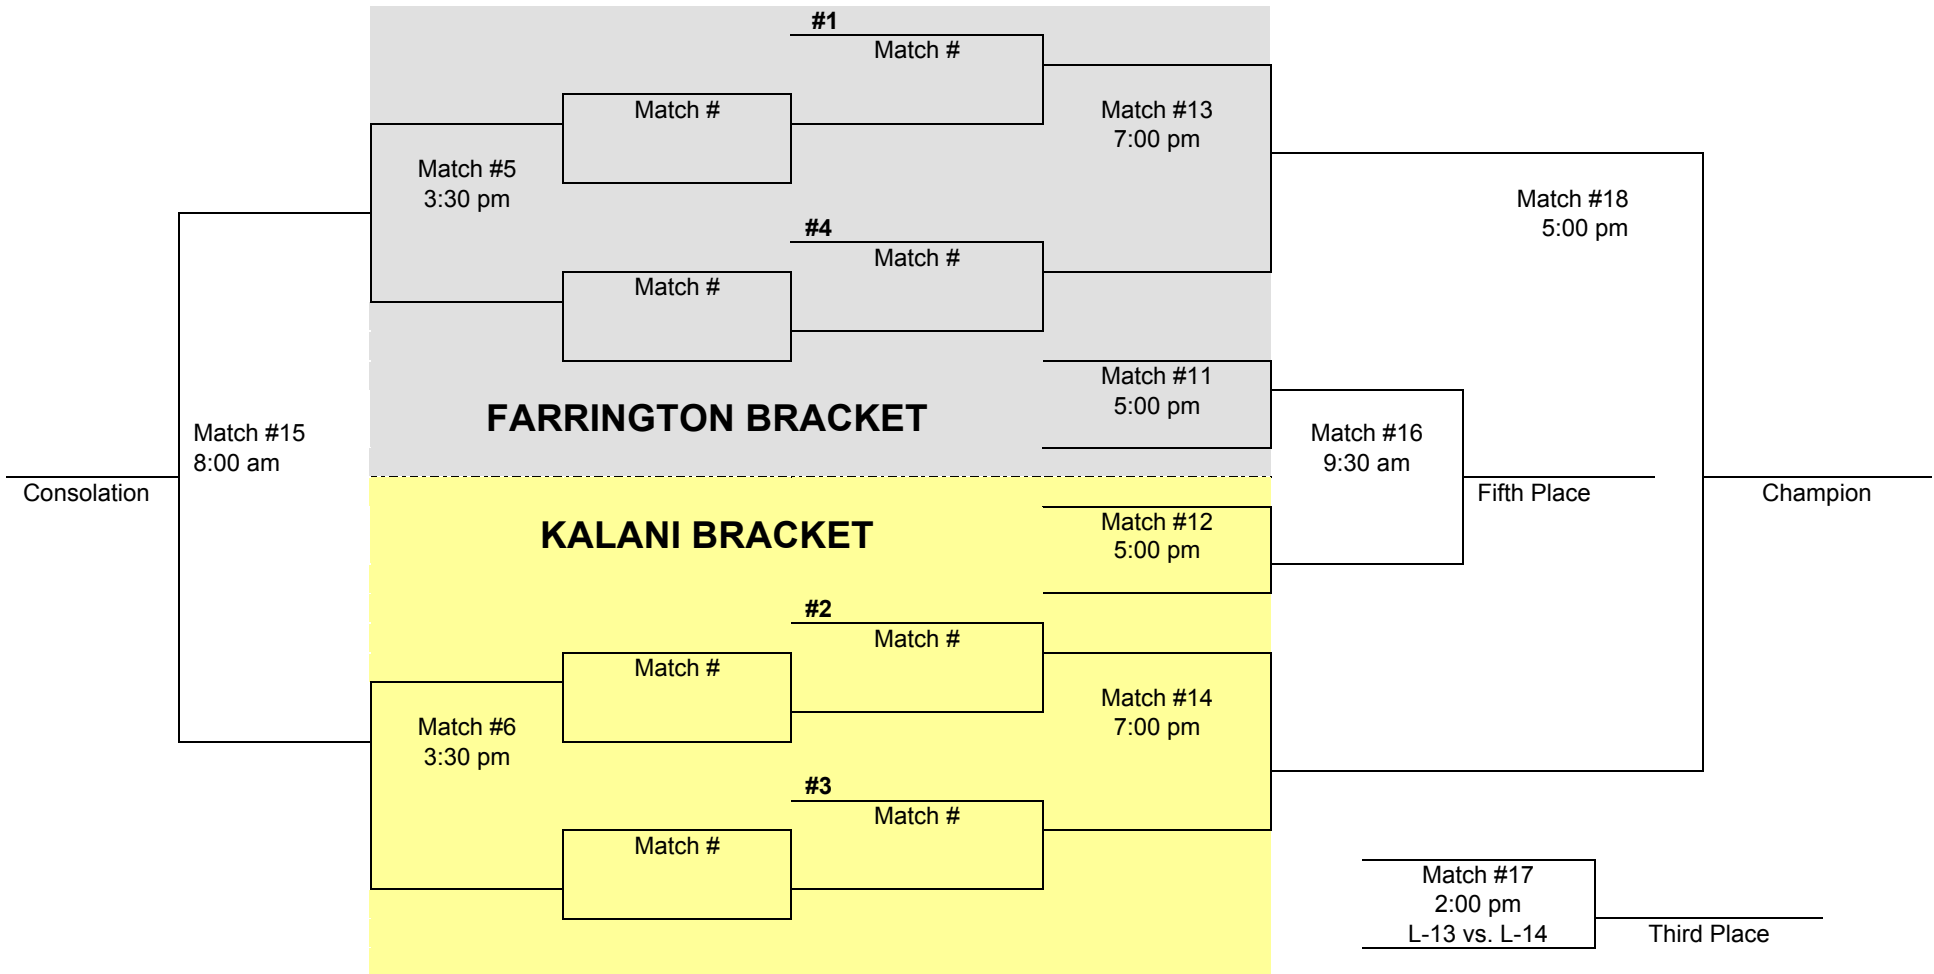 #1
Match #
Match #
Match #13
7:00 pm
Match #5
3:30 pm
Match #18
5:00 pm
#4
Match #
Match #
Match #11
5:00 pm
FARRINGTON BRACKET
Match #15
8:00 am
Match #16
9:30 am
Consolation
Fifth Place
Champion
KALANI BRACKET
Match #12
5:00 pm
#2
Match #
Match #
Match #14
7:00 pm
Match #6
3:30 pm
#3
Match #
Match #
Match #17
2:00 pm
L-13 vs. L-14
Third Place